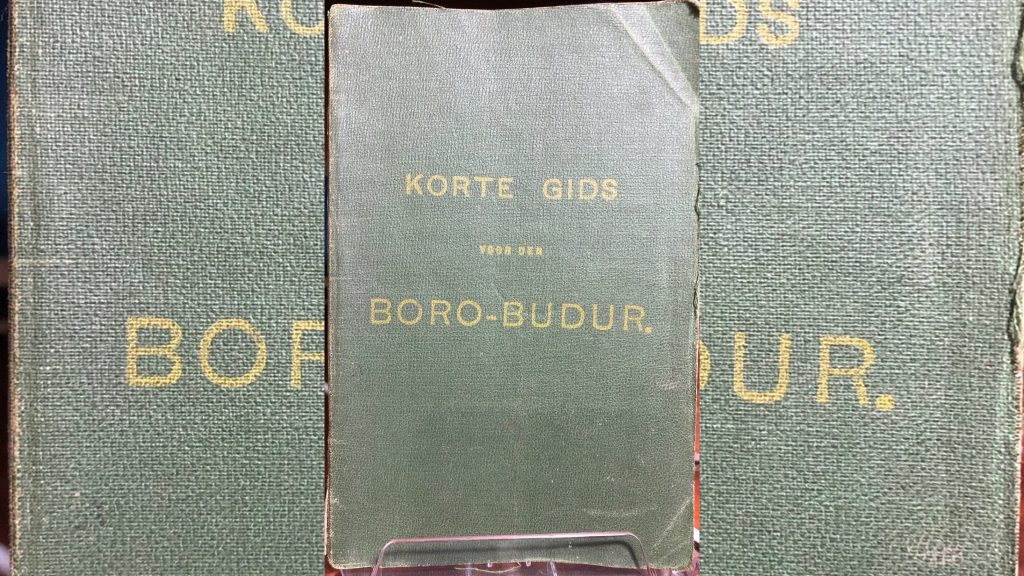 KORTE GIDS
VOOR DEN
BORO-BUDUR.